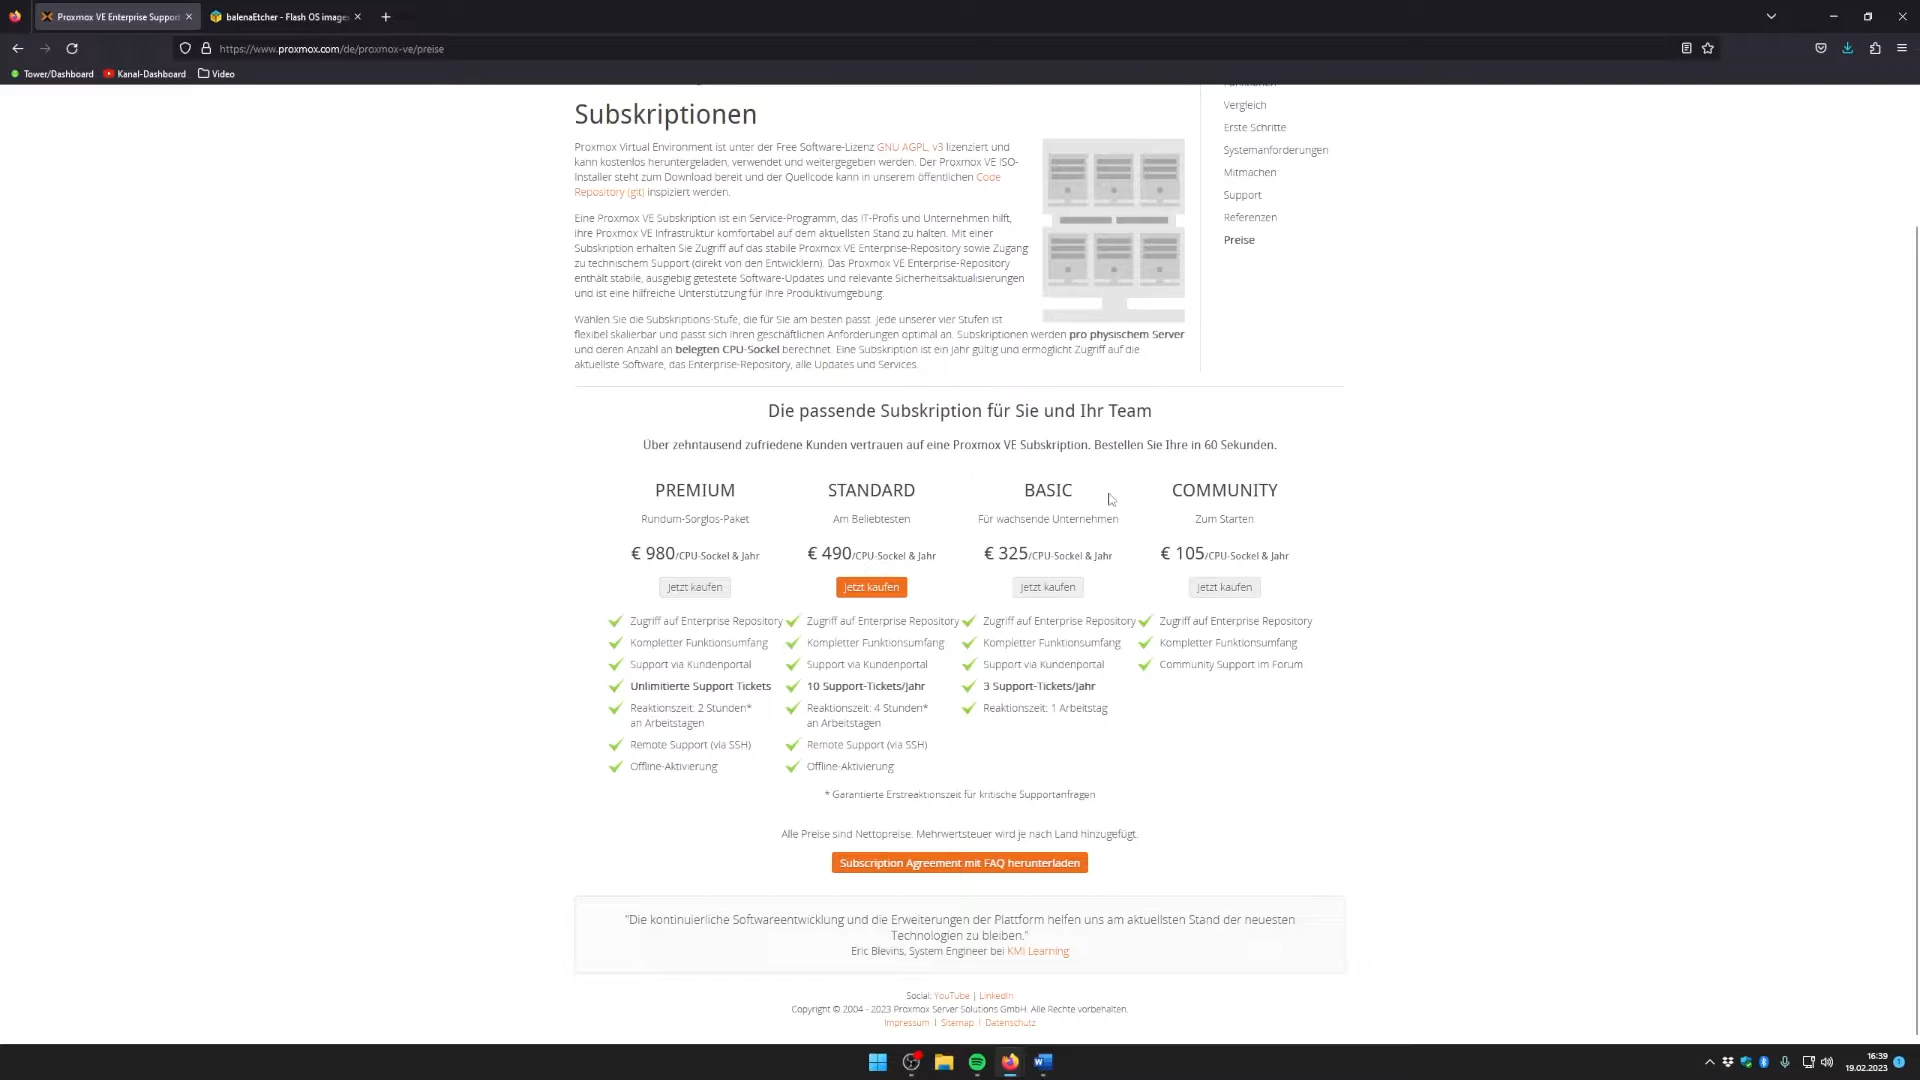 Proxmox VE Enterprise Support
balenaEtcher - Flash OS images
https://www.proxmox.com/de/proxmox-ve/preise
Tower/Dashboard
Kanal-Dashboard
Video
Subskriptionen
Proxmox Virtual Environment ist unter der Free Software-Lizenz GNU AGPL, v3 lizenziert und
kann kostenlos heruntergeladen, verwendet und weitergegeben werden. Der Proxmox VE ISO-
Installer steht zum Download bereit und der Quellcode kann in unserem öffentlichen Code
Repository (git) inspiziert werden.
Eine Proxmox VE Subskription ist ein Service-Programm, das IT-Profis und Unternehmen hilft,
ihre Proxmox VE Infrastruktur komfortabel auf dem aktuellsten Stand zu halten. Mit einer
Subskription erhalten Sie Zugriff auf das stabile Proxmox VE Enterprise-Repository sowie Zugang
zu technischem Support (direkt von den Entwicklern). Das Proxmox VE Enterprise-Repository
enthält stabile, ausgiebig getestete Software-Updates und relevante Sicherheitsaktualisierungen
und ist eine hilfreiche Unterstützung für Ihre Produktivumgebung.
Wählen Sie die Subskriptions-Stufe, die für Sie am besten passt. Jede unserer vier Stufen ist
flexibel skalierbar und passt sich Ihren geschäftlichen Anforderungen optimal an. Subskriptionen werden pro physischem Server
und deren Anzahl an belegten CPU-Sockel berechnet. Eine Subskription ist ein Jahr gültig und ermöglicht Zugriff auf die
aktuellste Software, das Enterprise-Repository, alle Updates und Services.
Funktionen
Vergleich
Erste Schritte
Systemanforderungen
Mitmachen
Support
Referenzen
Preise
Die passende Subskription für Sie und Ihr Team
Über zehntausend zufriedene Kunden vertrauen auf eine Proxmox VE Subskription. Bestellen Sie Ihre in 60 Sekunden.
PREMIUM
Rundum-Sorglos-Paket
€ 980/CPU-Sockel & Jahr
Jetzt kaufen
Zugriff auf Enterprise Repository
Kompletter Funktionsumfang
Support via Kundenportal
Unlimitierte Support Tickets
Reaktionszeit: 2 Stunden*
an Arbeitstagen
Remote Support (via SSH)
Offline-Aktivierung
STANDARD
Am Beliebtesten
€ 490/CPU-Sockel & Jahr
Jetzt kaufen
Zugriff auf Enterprise Repository
Kompletter Funktionsumfang
Support via Kundenportal
10 Support-Tickets/Jahr
Reaktionszeit: 4 Stunden*
an Arbeitstagen
Remote Support (via SSH)
Offline-Aktivierung
BASIC
Für wachsende Unternehmen
€ 325/CPU-Sockel & Jahr
Jetzt kaufen
Zugriff auf Enterprise Repository
Kompletter Funktionsumfang
Support via Kundenportal
3 Support-Tickets/Jahr
Reaktionszeit: 1 Arbeitstag
COMMUNITY
Zum Starten
€ 105/CPU-Sockel & Jahr
Jetzt kaufen
Zugriff auf Enterprise Repository
Kompletter Funktionsumfang
Community Support im Forum
* Garantierte Erstreaktionszeit für kritische Supportanfragen
Alle Preise sind Nettopreise. Mehrwertsteuer wird je nach Land hinzugefügt.
Subscription Agreement mit FAQ herunterladen
"Die kontinuierliche Softwareentwicklung und die Erweiterungen der Plattform helfen uns am aktuellsten Stand der neuesten
Technologien zu bleiben."
Eric Blevins, System Engineer bei KMI Learning
Social: YouTube | LinkedIn
Copyright © 2004 - 2023 Proxmox Server Solutions GmbH. Alle Rechte vorbehalten.
Impressum | Sitemap | Datenschutz
16:39
19.02.2023
1